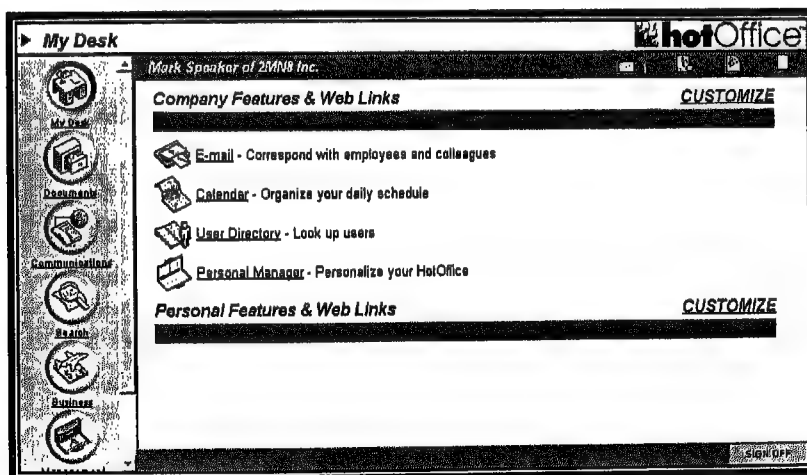 My Desk
hotOffice
Mark Speaker of 2MN8 Inc.
Company Features & Web Links
CUSTOMIZE
E-mail - Correspond with employees and colleagues
Calendar - Organize your daily schedule
User Directory - Look up users
Personal Manager - Personalize your HotOffice
Personal Features & Web Links
CUSTOMIZE
My Desk
Documents
Communications
Search
Business
Management
SIGN OFF